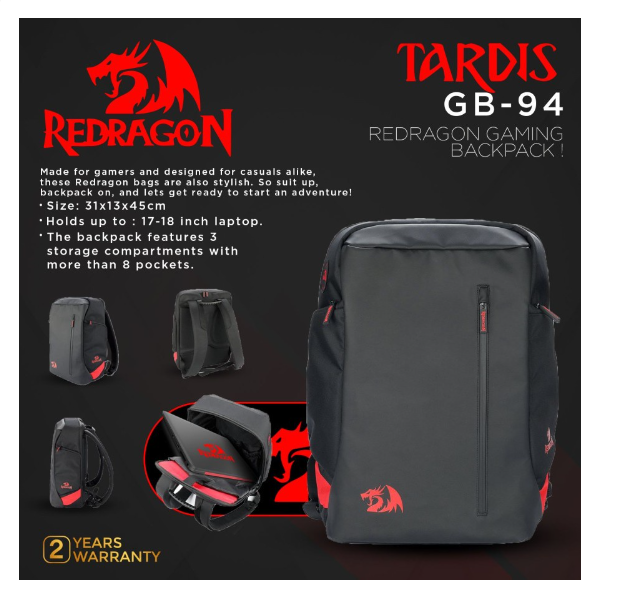 REDRAGON
TARDIS
GB-94
REDRAGON GAMING
BACKPACK !
Made for gamers and designed for casuals alike,
these Redragon bags are also stylish. So suit up,
backpack on, and lets get ready to start an adventure!
· Size: 31x13x45cm
· Holds up to : 17-18 inch laptop.
· The backpack features 3
storage compartments with
more than 8 pockets.
2 YEARS
WARRANTY